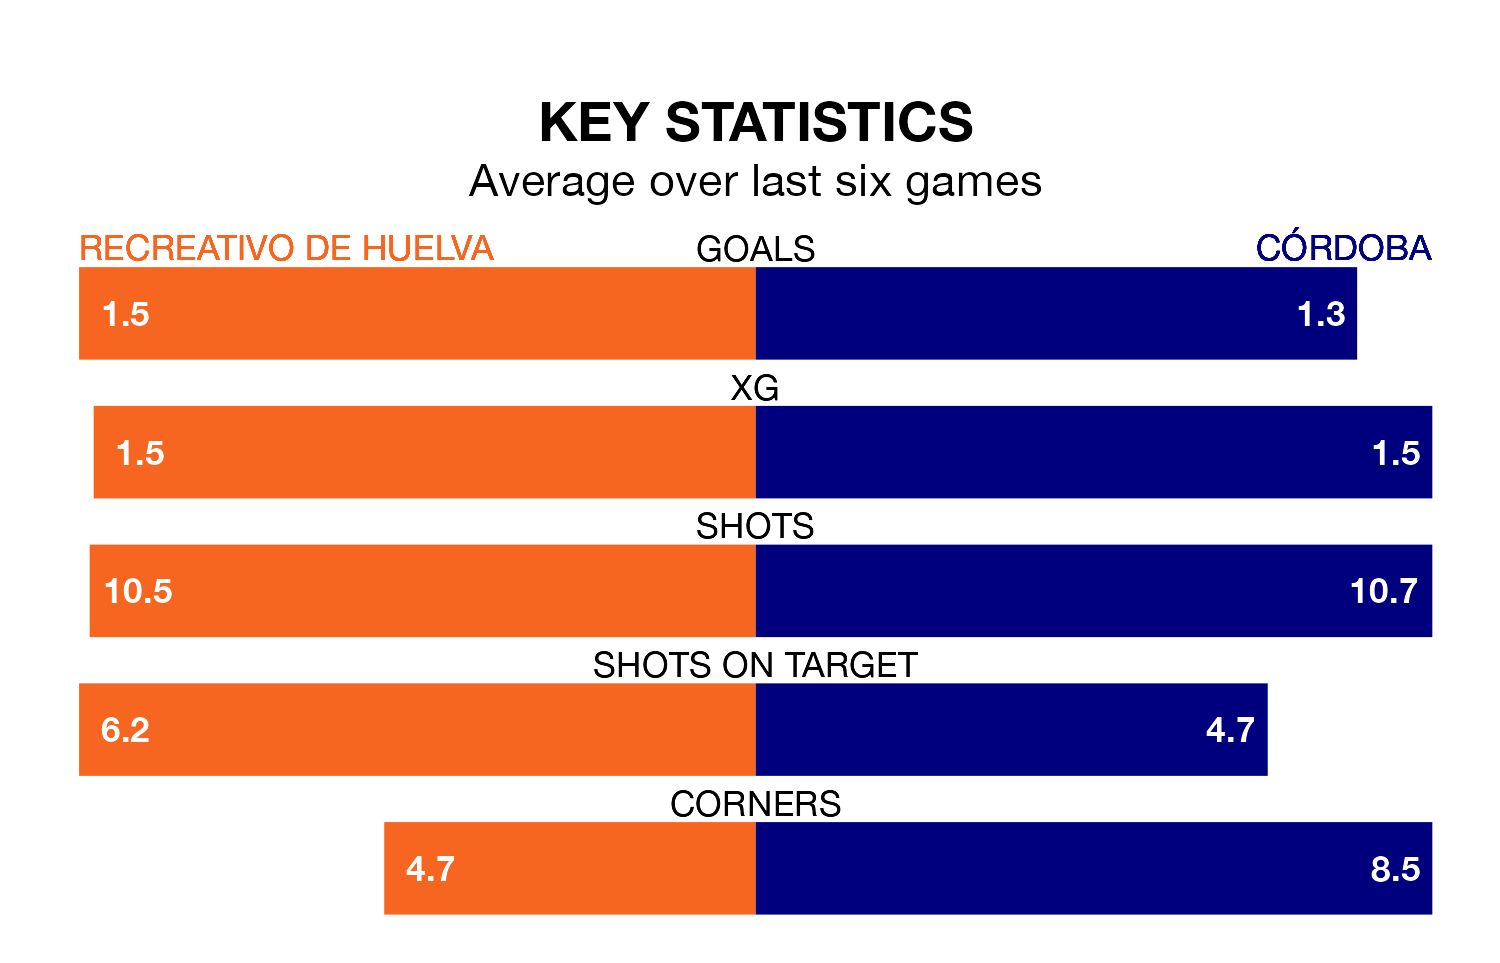 KEY STATISTICS
Average over last six games
RECREATIVO DE HUELVA GOALS CÓRDOBA
1.5 1.3
XG
1.5 1.5
SHOTS
10.5 10.7
SHOTS ON TARGET
6.2 4.7
CORNERS
4.7 8.5